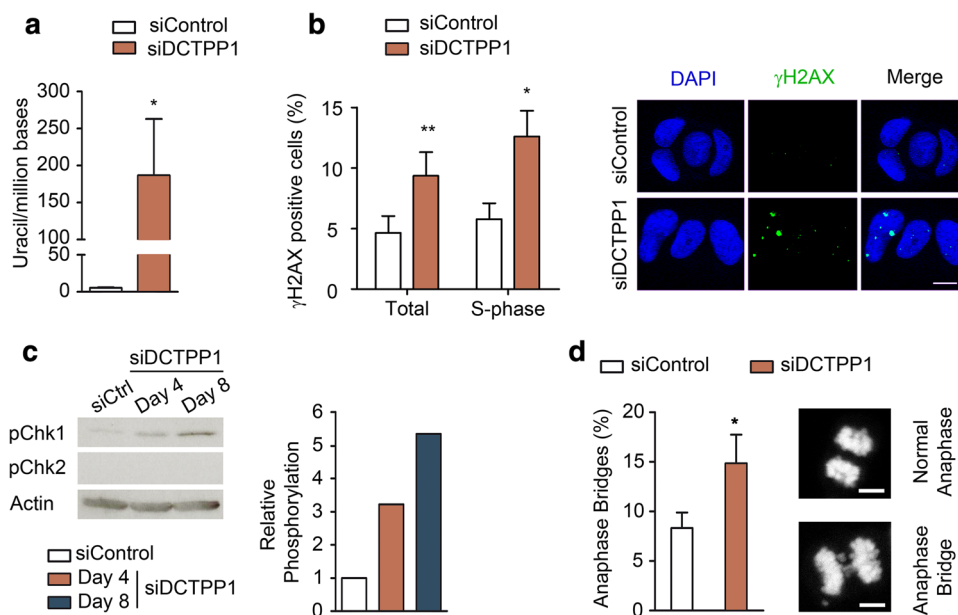 a
siControl
siDCTPP1
Uracil/million bases
300
250
200
150
100
50
0
*
b
siControl
siDCTPP1
γH2AX positive cells (%)
15
10
5
0
**
*
Total
S-phase
DAPI
γH2AX
Merge
siControl
siDCTPP1
c
siDCTPP1
siCtrl
Day 4
Day 8
pChk1
pChk2
Actin
siControl
Day 4
Day 8
siDCTPP1
Relative
Phosphorylation
6
5
4
3
2
1
0
d
siControl
siDCTPP1
Anaphase Bridges (%)
20
15
10
5
0
*
Normal
Anaphase
Anaphase
Bridge